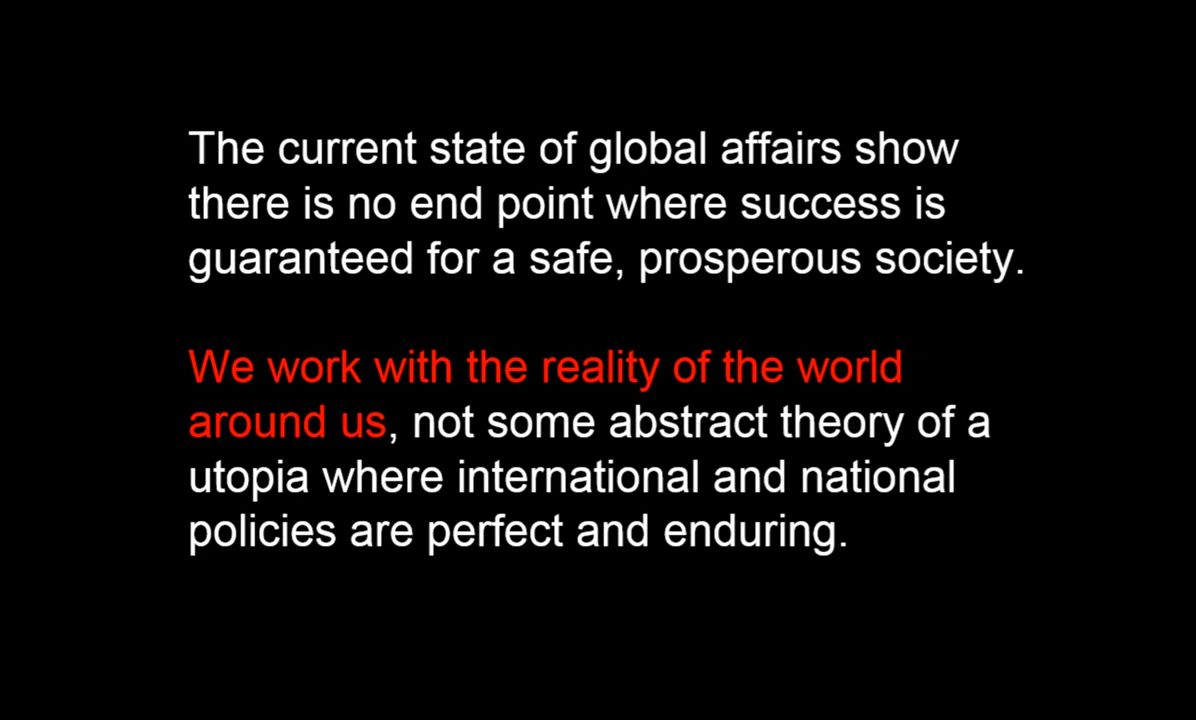 The current state of global affairs show
there is no end point where success is
guaranteed for a safe, prosperous society.
We work with the reality of the world
around us, not some abstract theory of a
utopia where international and national
policies are perfect and enduring.